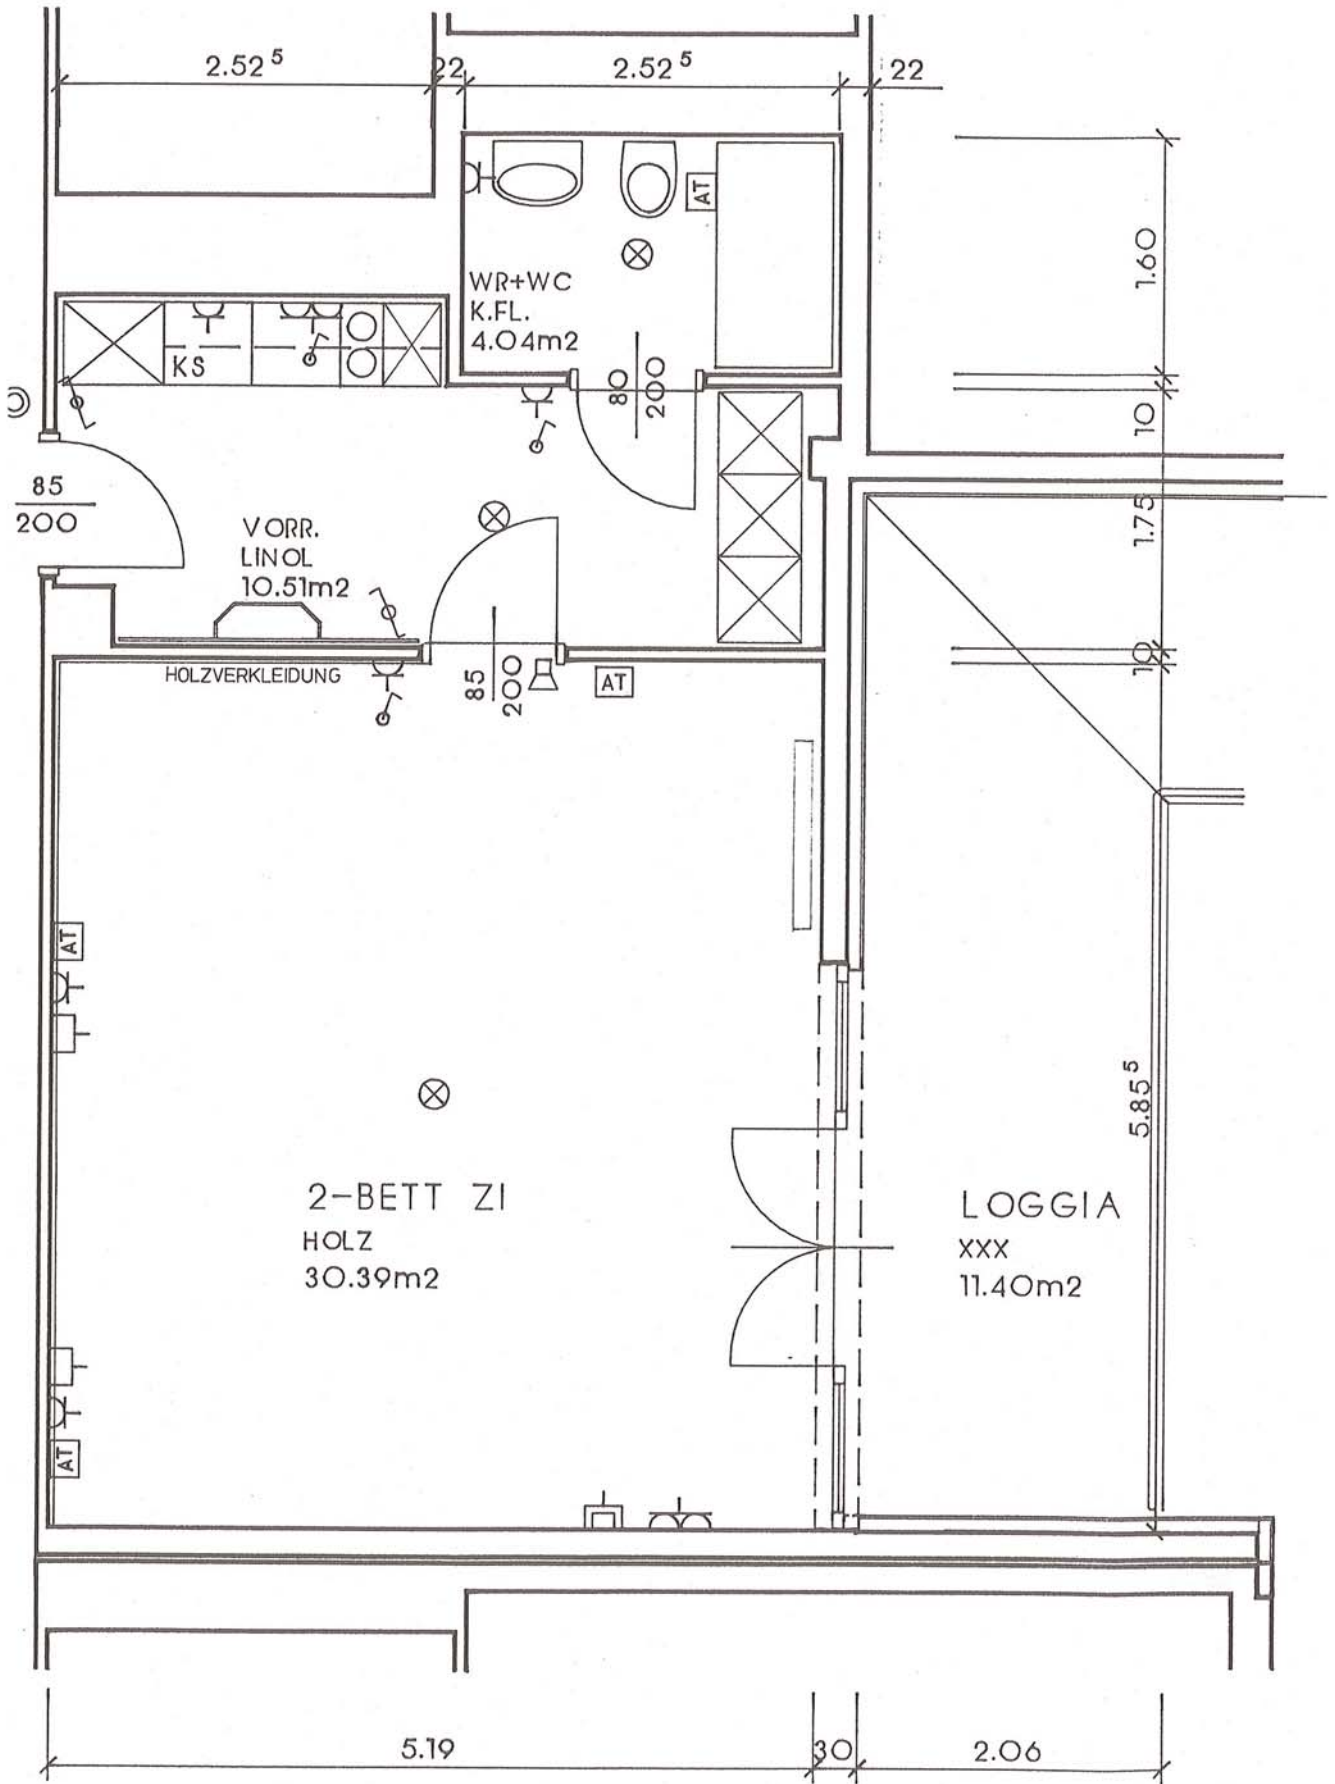 2.52⁵
22
2.52⁵
22
AT
1.60
WR+WC
K.FL.
4.04m2
KS
80
200
10
85
200
1.75
VORR.
LINOL
10.51m2
10
HOLZVERKLEIDUNG
85
200
AT
AT
5.85⁵
2-BETT ZI
HOLZ
30.39m2
LOGGIA
XXX
11.40m2
AT
5.19
30
2.06